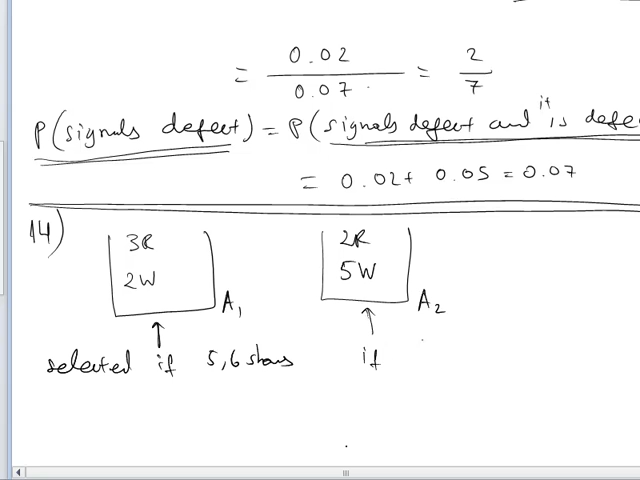 = 0.02 / 0.07 = 2 / 7
P(signals defect) = P(signals defect and it is defe
= 0.02 + 0.05 = 0.07
14)
3R 2R
2W 5W
A1 A2
selected if 5,6 shows if